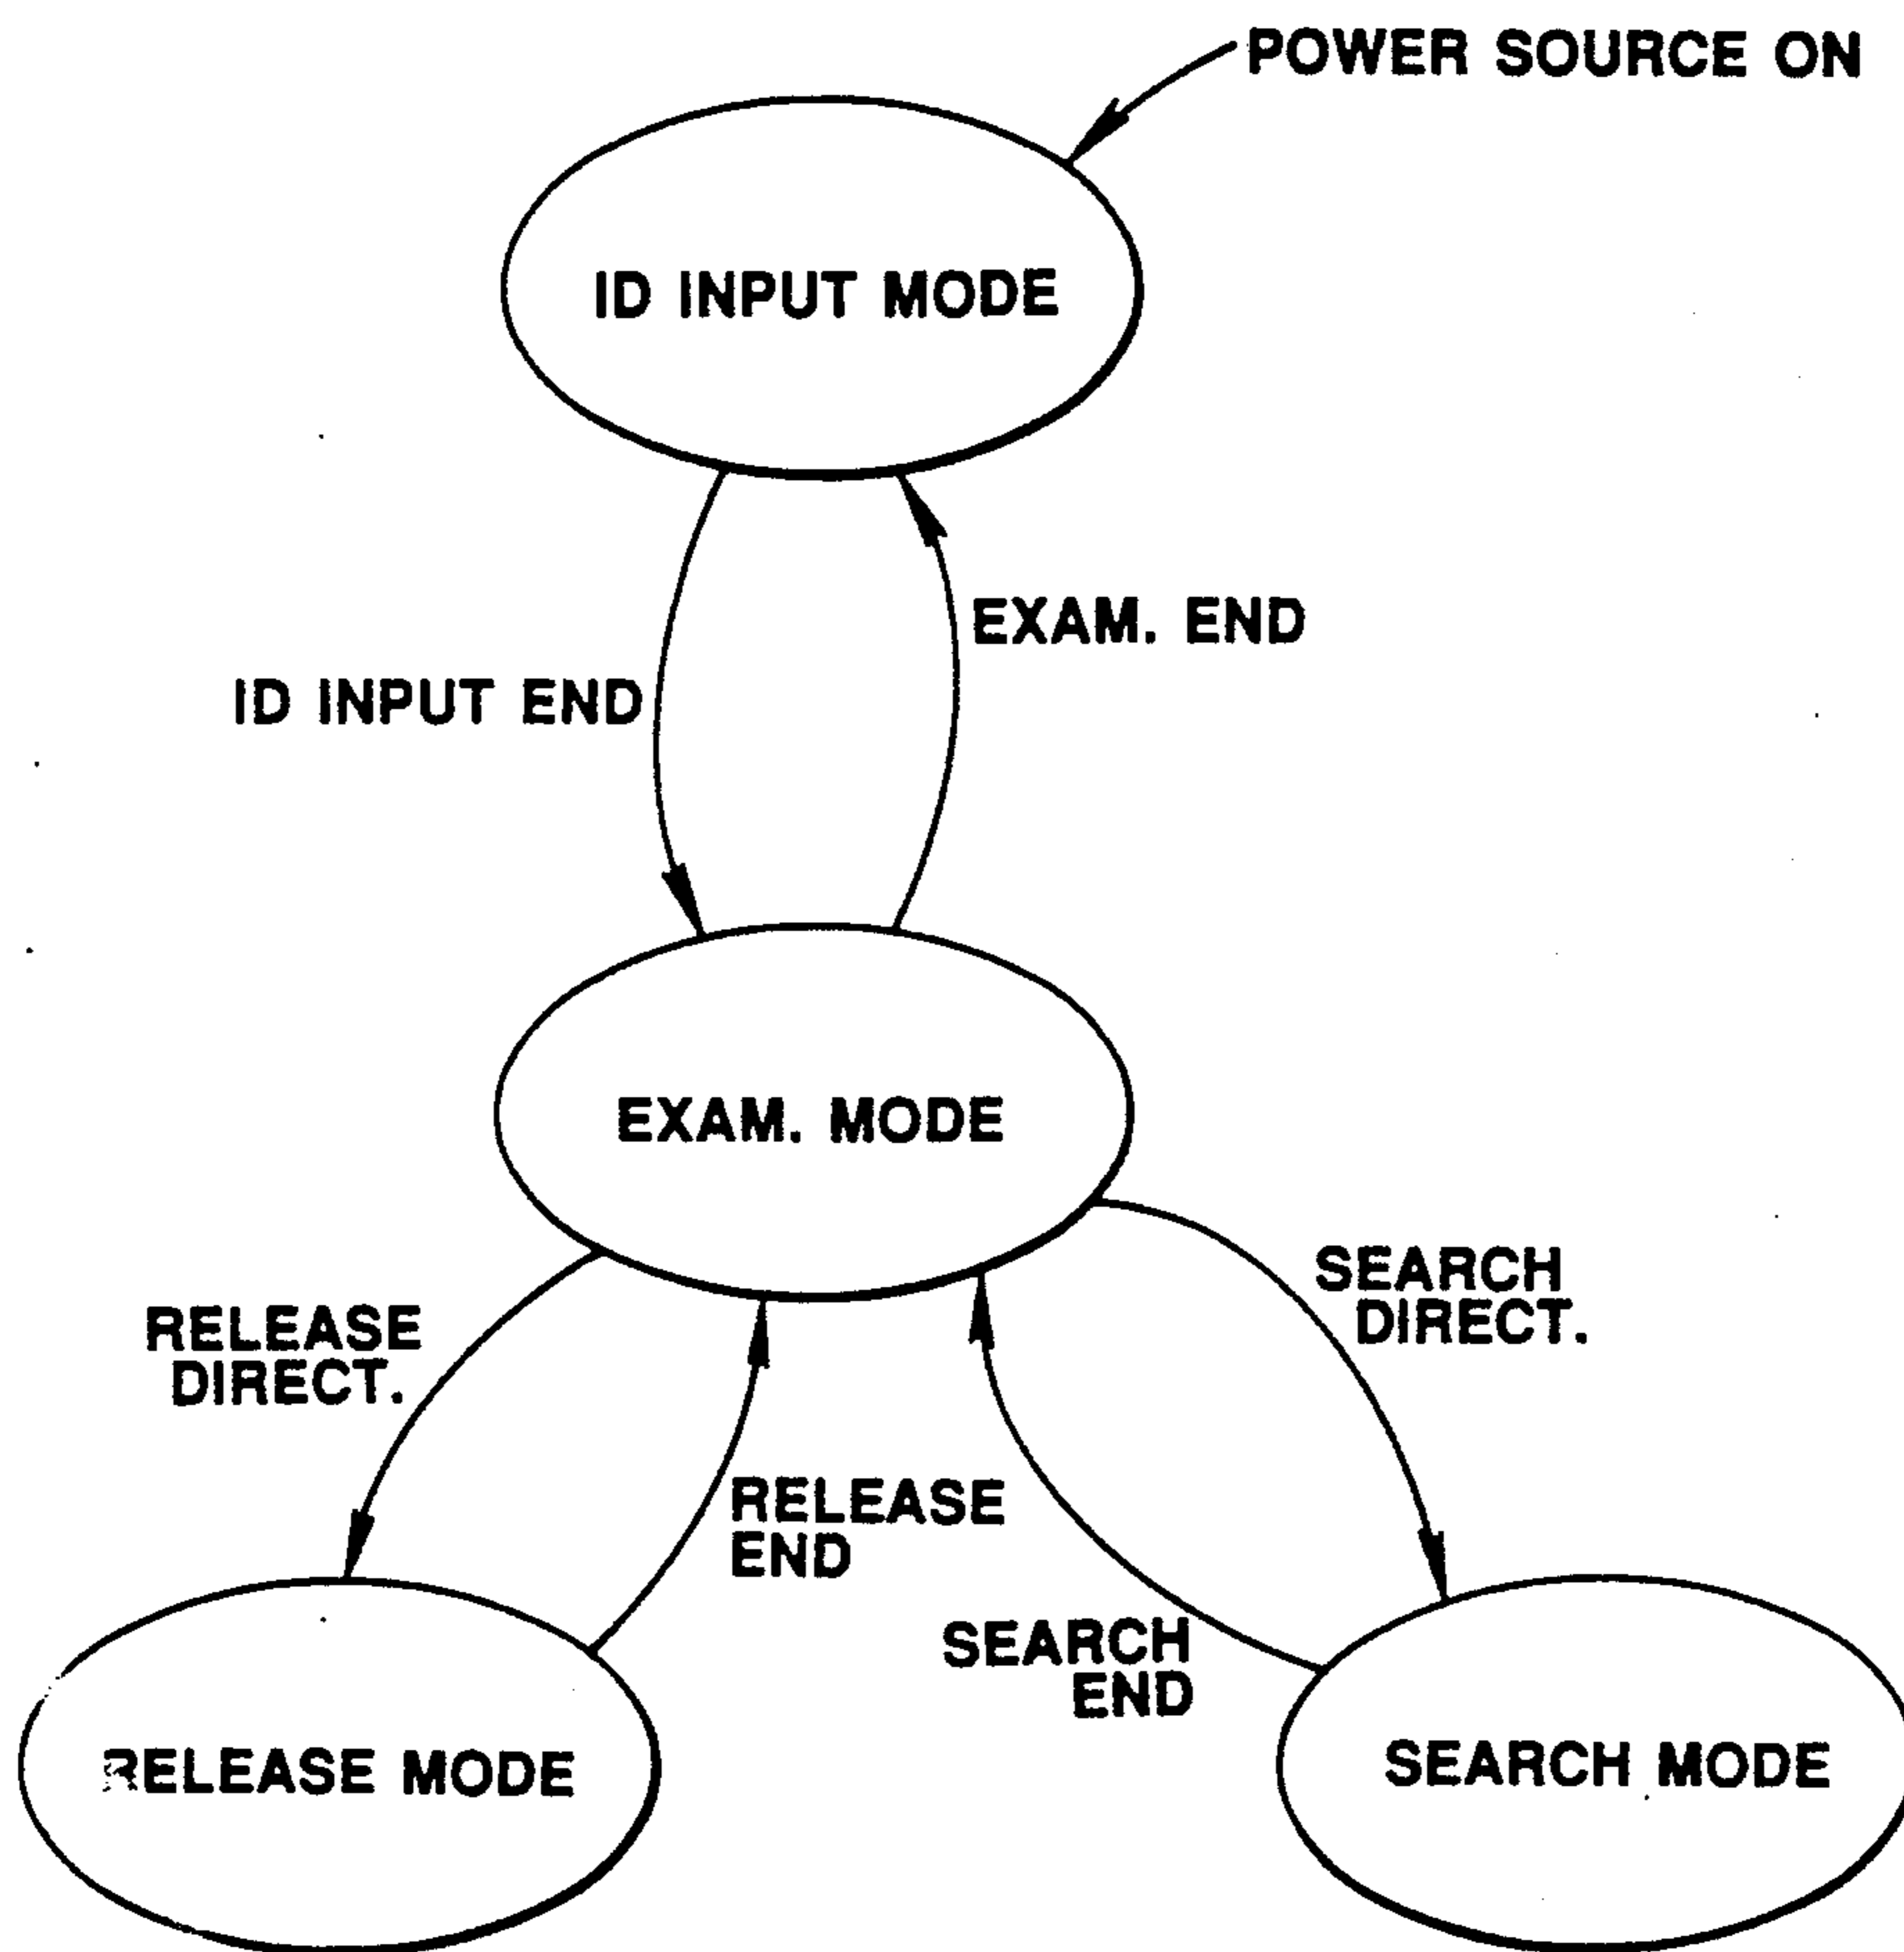 POWER SOURCE ON
ID INPUT MODE
EXAM. END
ID INPUT END
EXAM. MODE
SEARCH
DIRECT.
RELEASE
DIRECT.
RELEASE
END
SEARCH
END
RELEASE MODE
SEARCH MODE